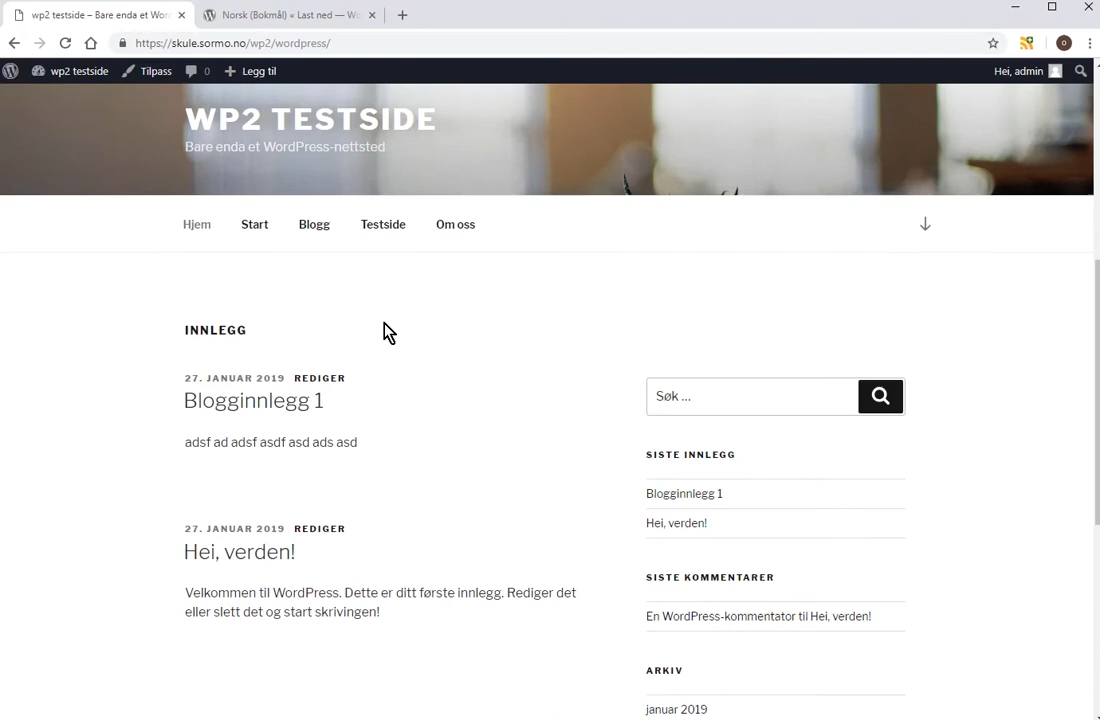 wp2 testside – Bare enda et Wor
Norsk (Bokmål) « Last ned — Wo
https://skule.sormo.no/wp2/wordpress/
O
wp2 testside
Tilpass
0
Legg til
Hei, admin
WP2 TESTSIDE
Bare enda et WordPress-nettsted
Hjem
Start
Blogg
Testside
Om oss
INNLEGG
27. JANUAR 2019 REDIGER
Blogginnlegg 1
adsf ad adsf asdf asd ads asd
27. JANUAR 2019 REDIGER
Hei, verden!
Velkommen til WordPress. Dette er ditt første innlegg. Rediger det
eller slett det og start skrivingen!
Søk ...
SISTE INNLEGG
Blogginnlegg 1
Hei, verden!
SISTE KOMMENTARER
En WordPress-kommentator til Hei, verden!
ARKIV
januar 2019